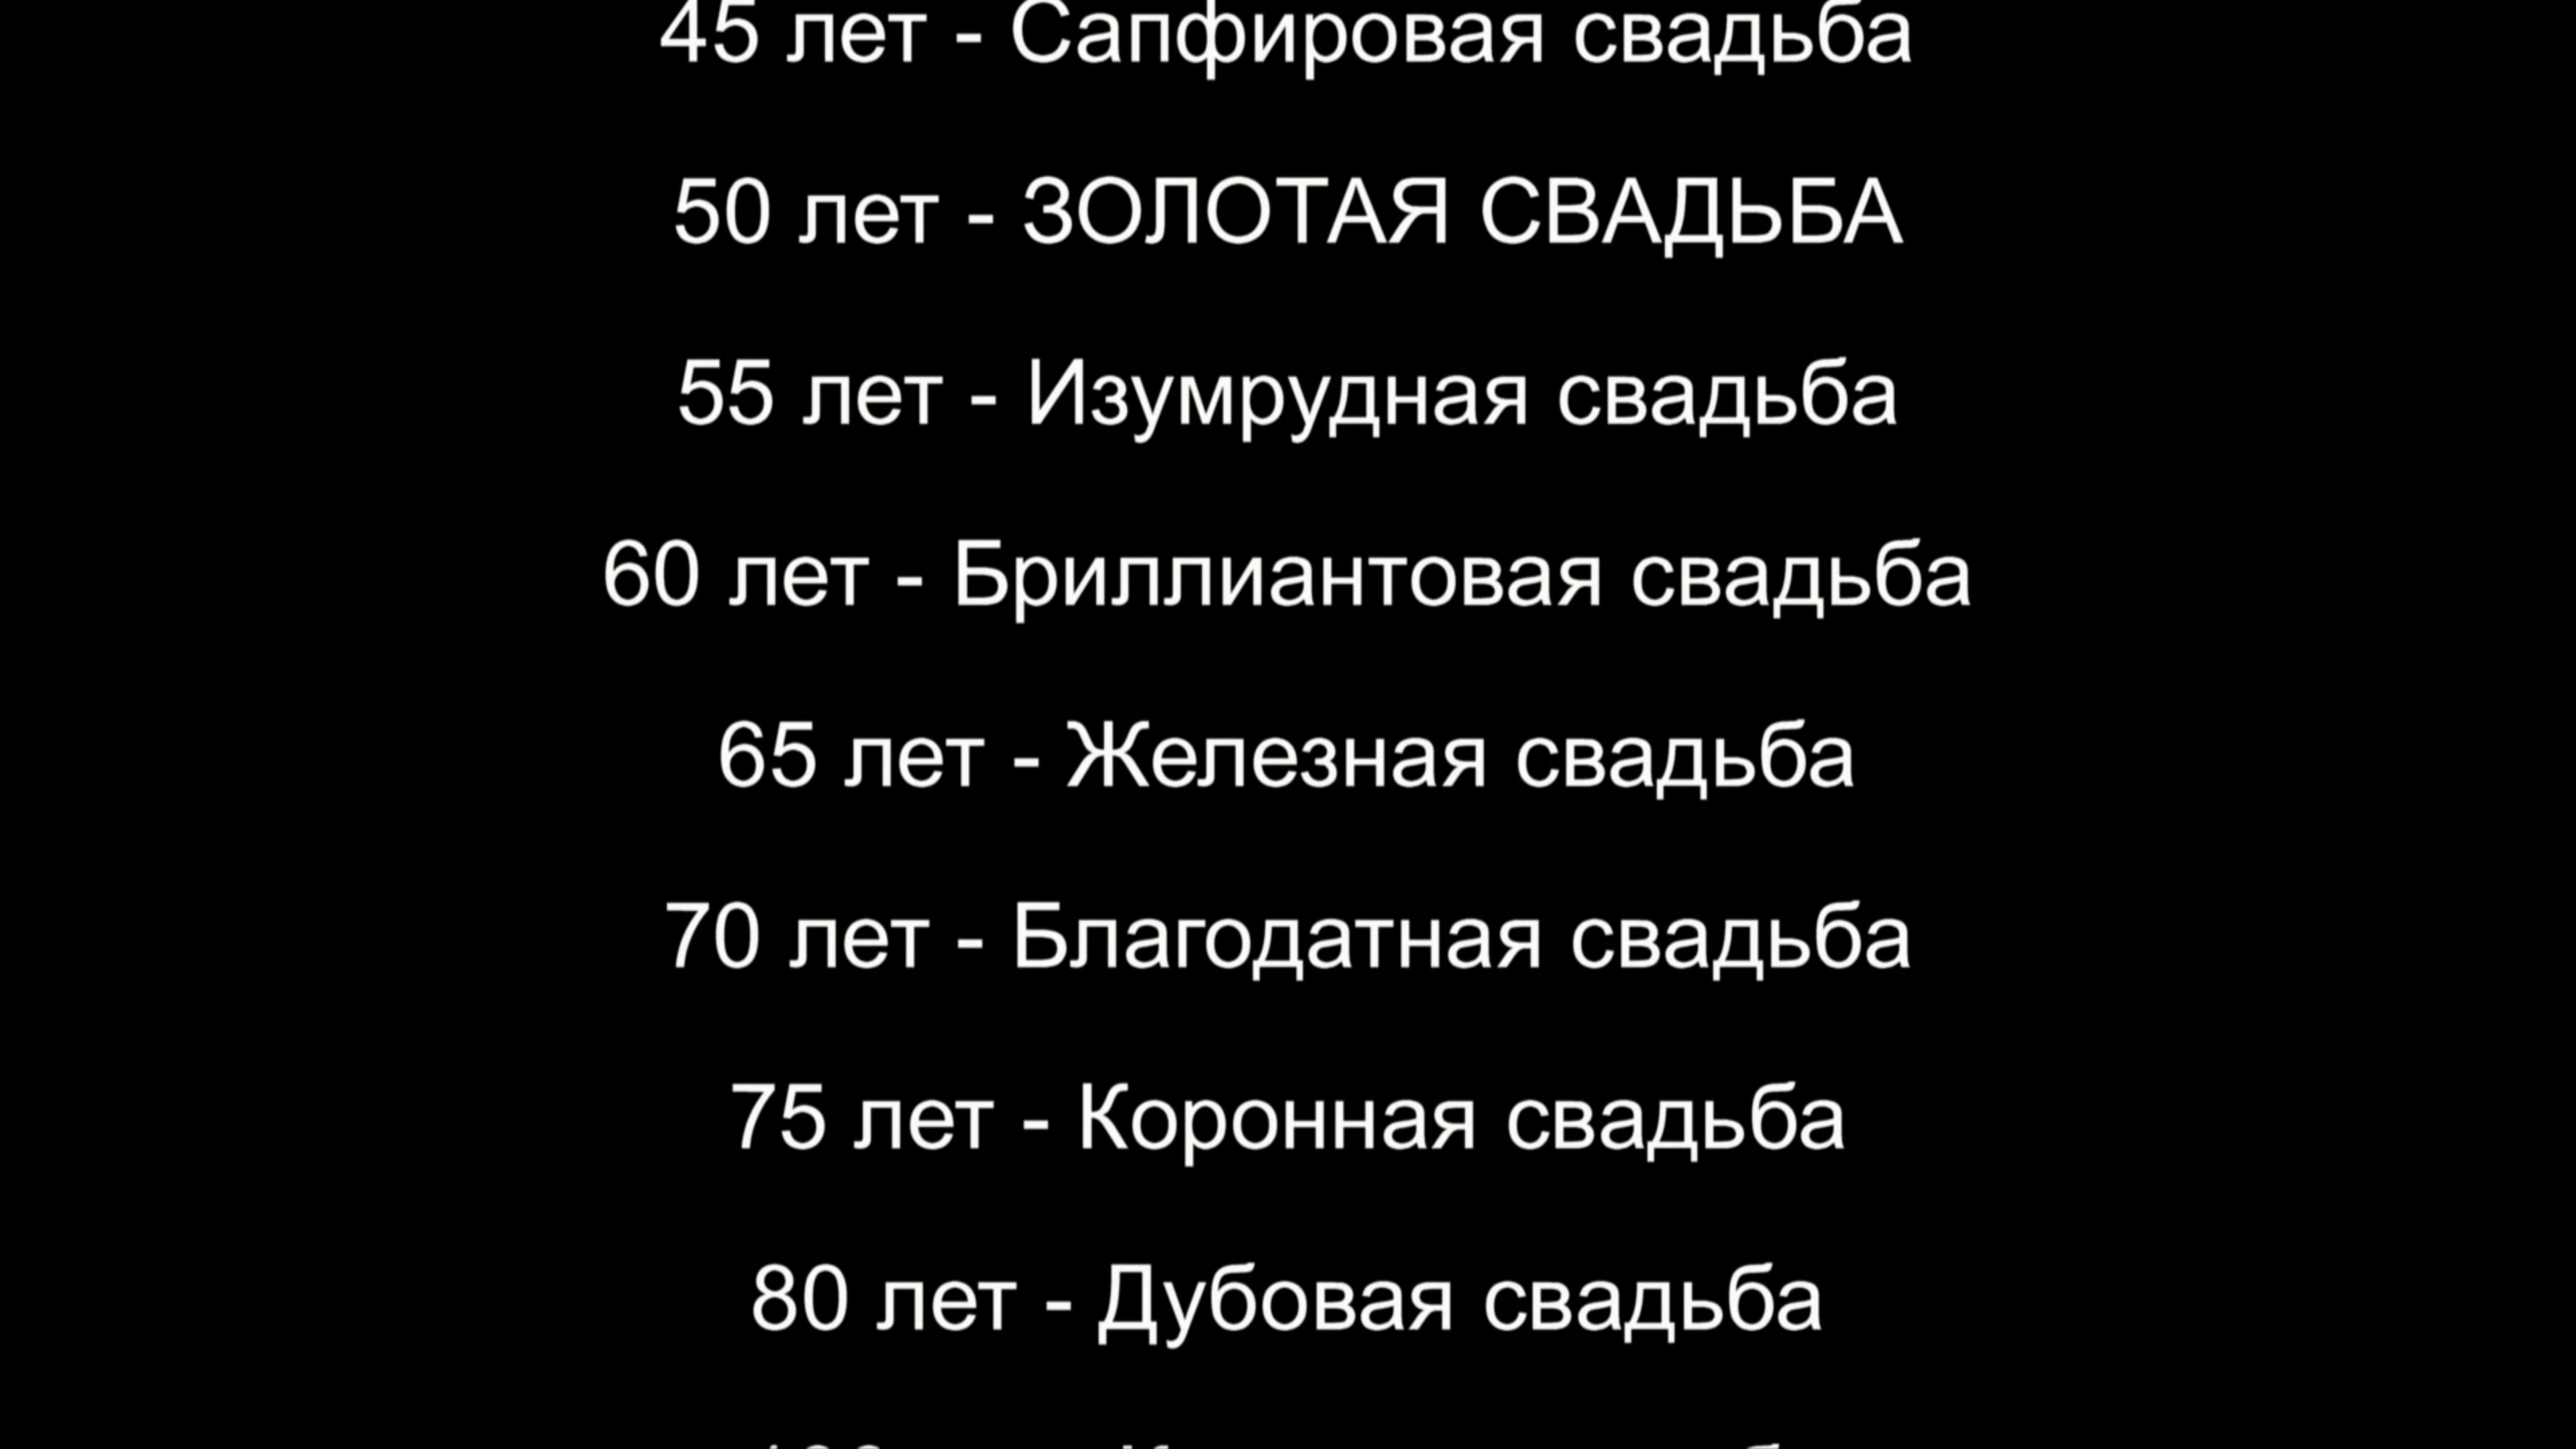 45 лет - Сапфировая свадьба
50 лет - ЗОЛОТАЯ СВАДЬБА
55 лет - Изумрудная свадьба
60 лет - Бриллиантовая свадьба
65 лет - Железная свадьба
70 лет - Благодатная свадьба
75 лет - Коронная свадьба
80 лет - Дубовая свадьба